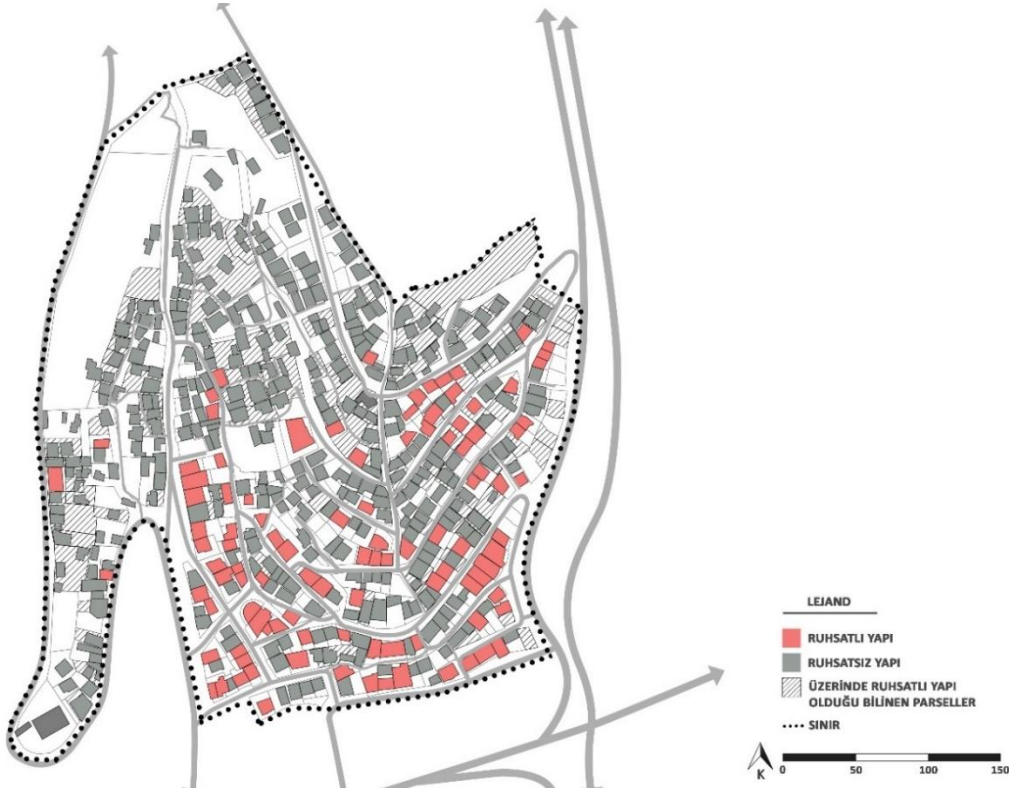 LEJAND
RUHSATLI YAPI
RUHSATSIZ YAPI
ÜZERİNDE RUHSATLI YAPI
OLDUĞU BİLİNEN PARSELLER
SINIR
K
0 50 100 150